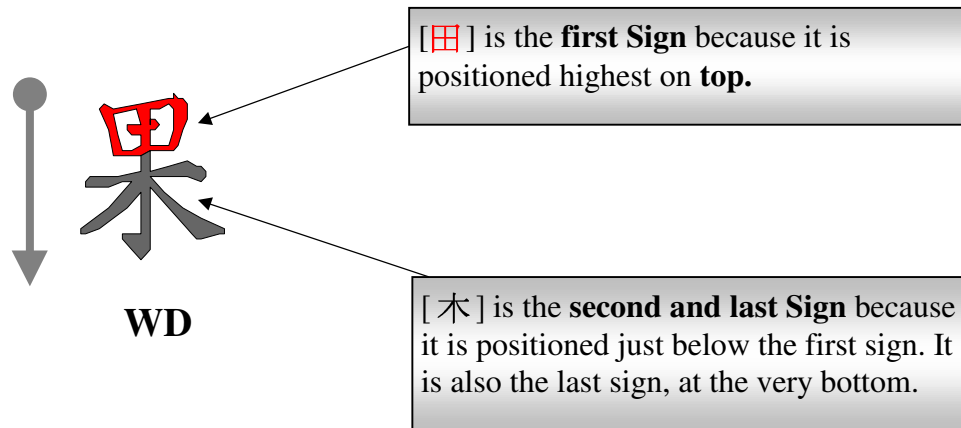 [田] is the first Sign because it is
positioned highest on top.
果
WD
[木] is the second and last Sign because
it is positioned just below the first sign. It
is also the last sign, at the very bottom.